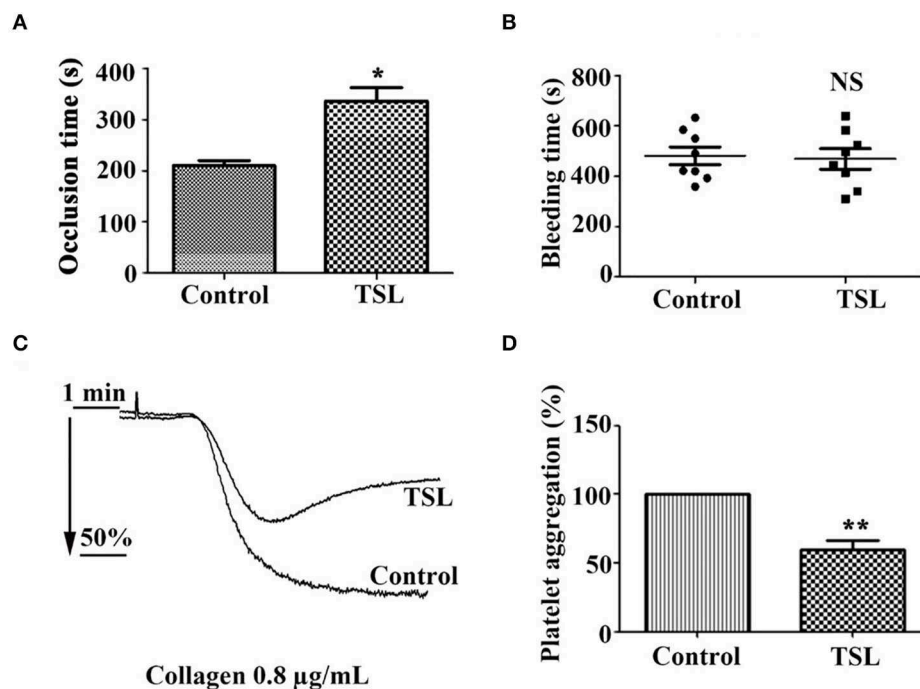 A
Occlusion time (s)
400
300
200
100
0
*
Control
TSL
B
Bleeding time (s)
800
600
400
200
0
NS
Control
TSL
C
1 min
50%
TSL
Control
Collagen 0.8 µg/mL
D
Platelet aggregation (%)
150
100
50
0
**
Control
TSL